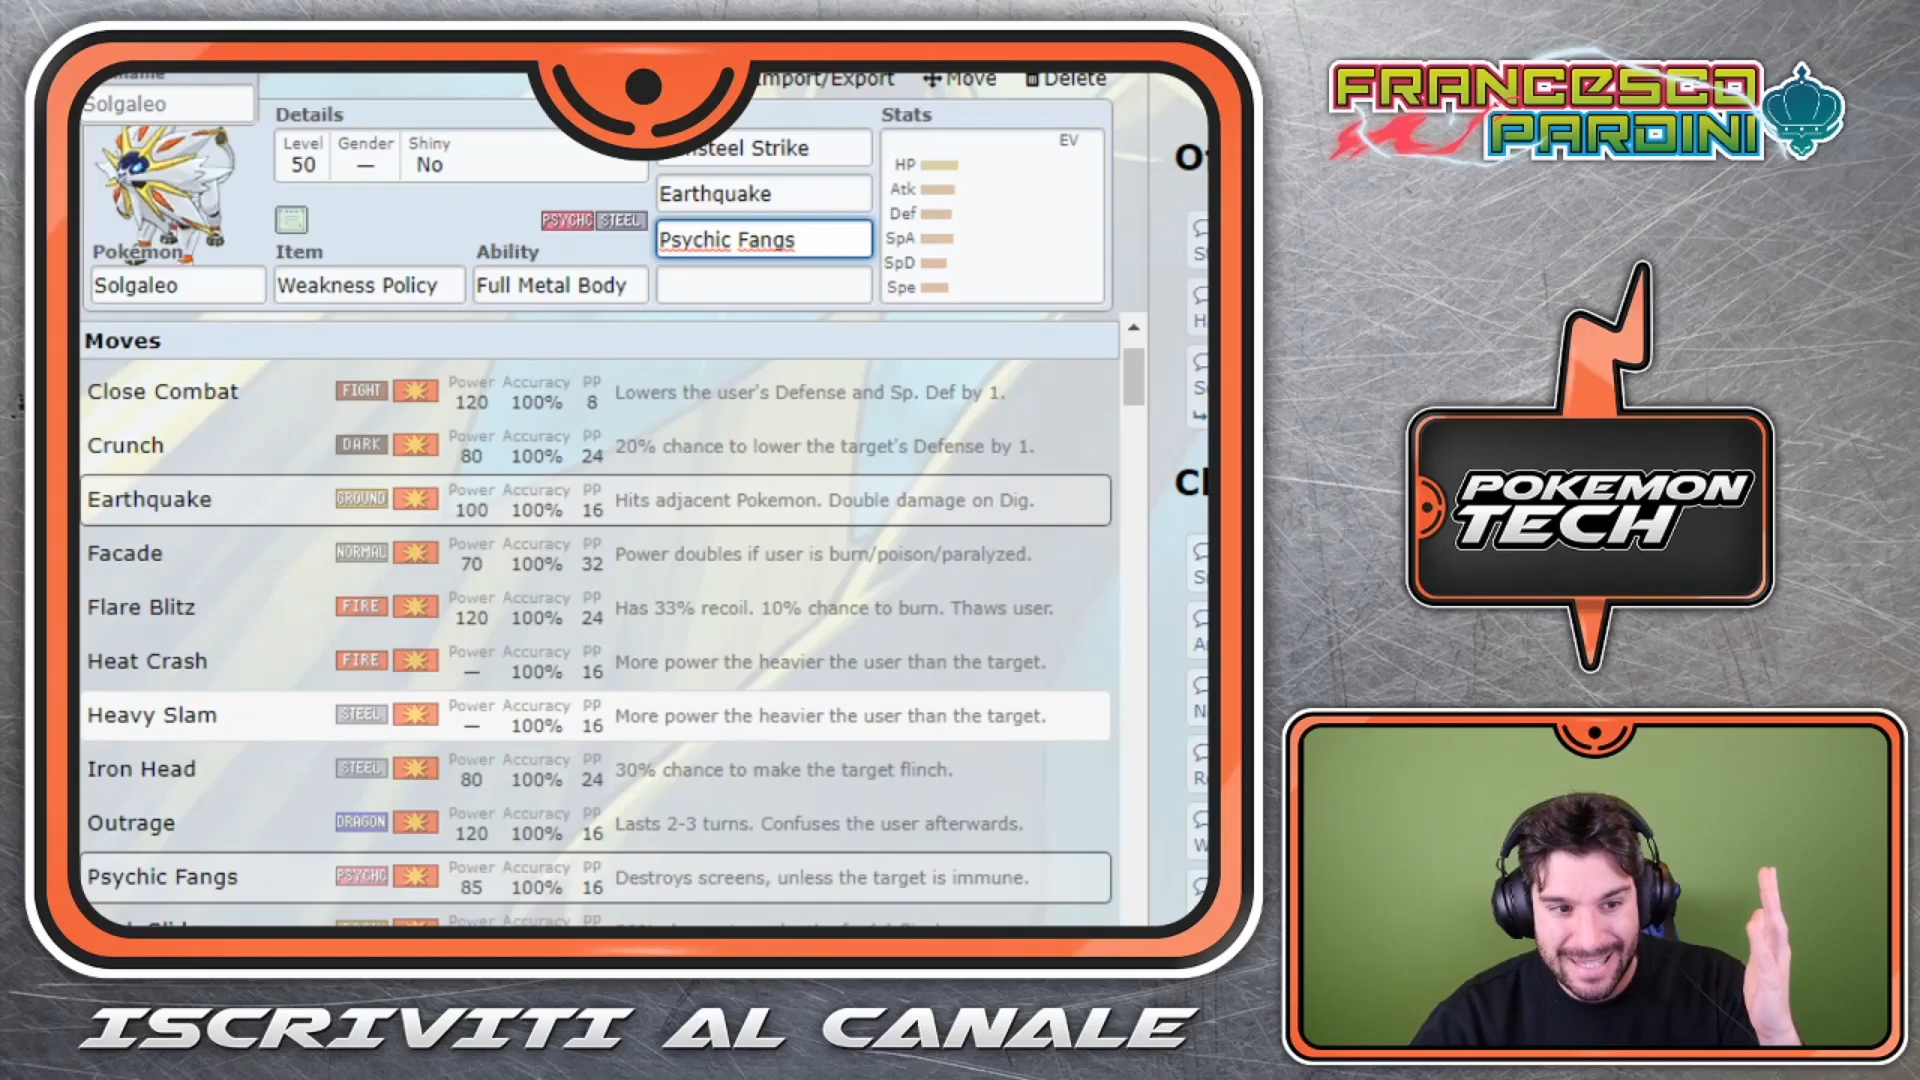 Solgaleo
Import/Export Move Delete
Details
Stats
Level Gender Shiny
50 — No
steel Strike
Earthquake
Psychic Fangs
EV
HP
Atk
Def
SpA
SpD
Spe
PSYCHC STEEL
Pokémon Item Ability
Solgaleo Weakness Policy Full Metal Body
Moves
Close Combat FIGHT Power 120 Accuracy 100% PP 8 Lowers the user's Defense and Sp. Def by 1.
Crunch DARK Power 80 Accuracy 100% PP 24 20% chance to lower the target's Defense by 1.
Earthquake GROUND Power 100 Accuracy 100% PP 16 Hits adjacent Pokemon. Double damage on Dig.
Facade NORMAL Power 70 Accuracy 100% PP 32 Power doubles if user is burn/poison/paralyzed.
Flare Blitz FIRE Power 120 Accuracy 100% PP 24 Has 33% recoil. 10% chance to burn. Thaws user.
Heat Crash FIRE Power — Accuracy 100% PP 16 More power the heavier the user than the target.
Heavy Slam STEEL Power — Accuracy 100% PP 16 More power the heavier the user than the target.
Iron Head STEEL Power 80 Accuracy 100% PP 24 30% chance to make the target flinch.
Outrage DRAGON Power 120 Accuracy 100% PP 16 Lasts 2-3 turns. Confuses the user afterwards.
Psychic Fangs PSYCHC Power 85 Accuracy 100% PP 16 Destroys screens, unless the target is immune.
FRANCESCO
PARDINI
POKEMON
TECH
ISCRIVITI AL CANALE